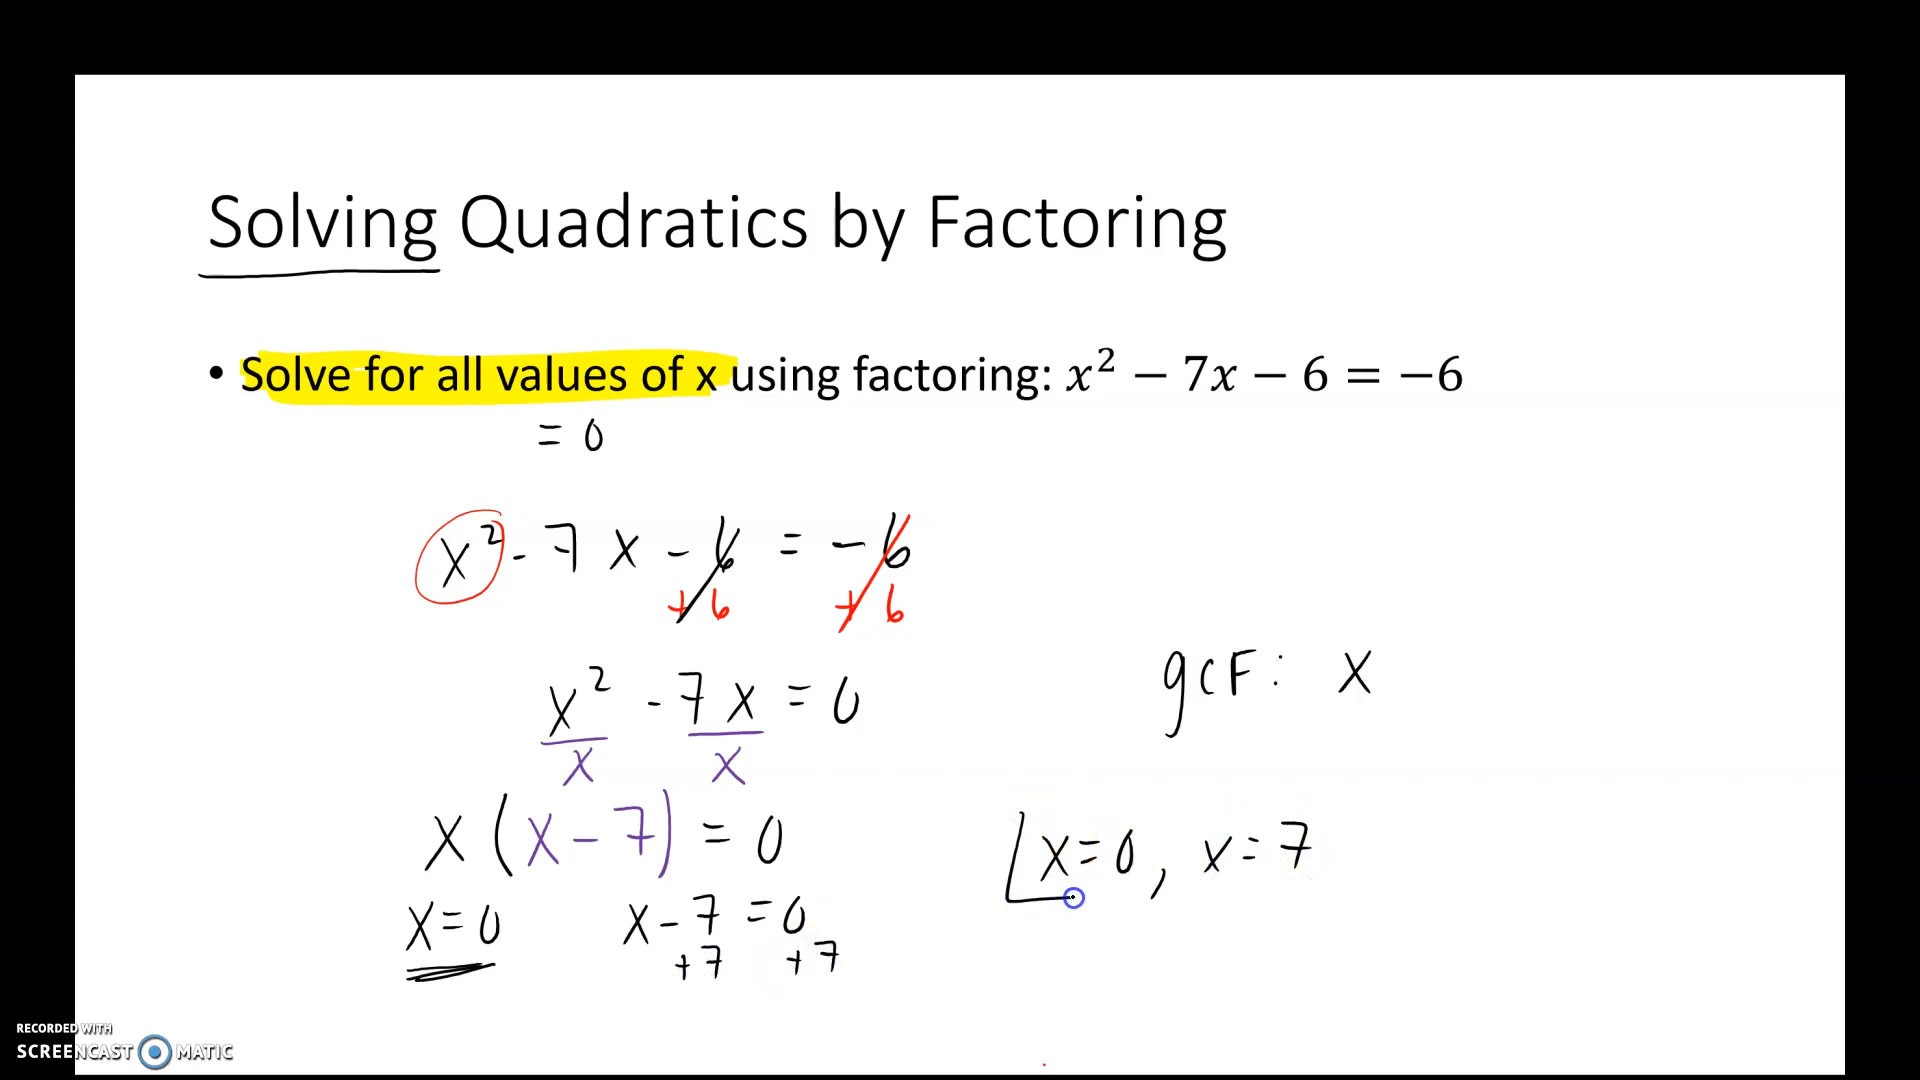 Solving Quadratics by Factoring
• Solve for all values of x using factoring: x² − 7x − 6 = −6
= 0
x² - 7x - 6 = - 6
+ 6 + 6
x² - 7x = 0
x x
gcF: x
x (x - 7) = 0
x = 0, x = 7
x = 0 x - 7 = 0
+7 +7
RECORDED WITH
SCREENCAST MATIC